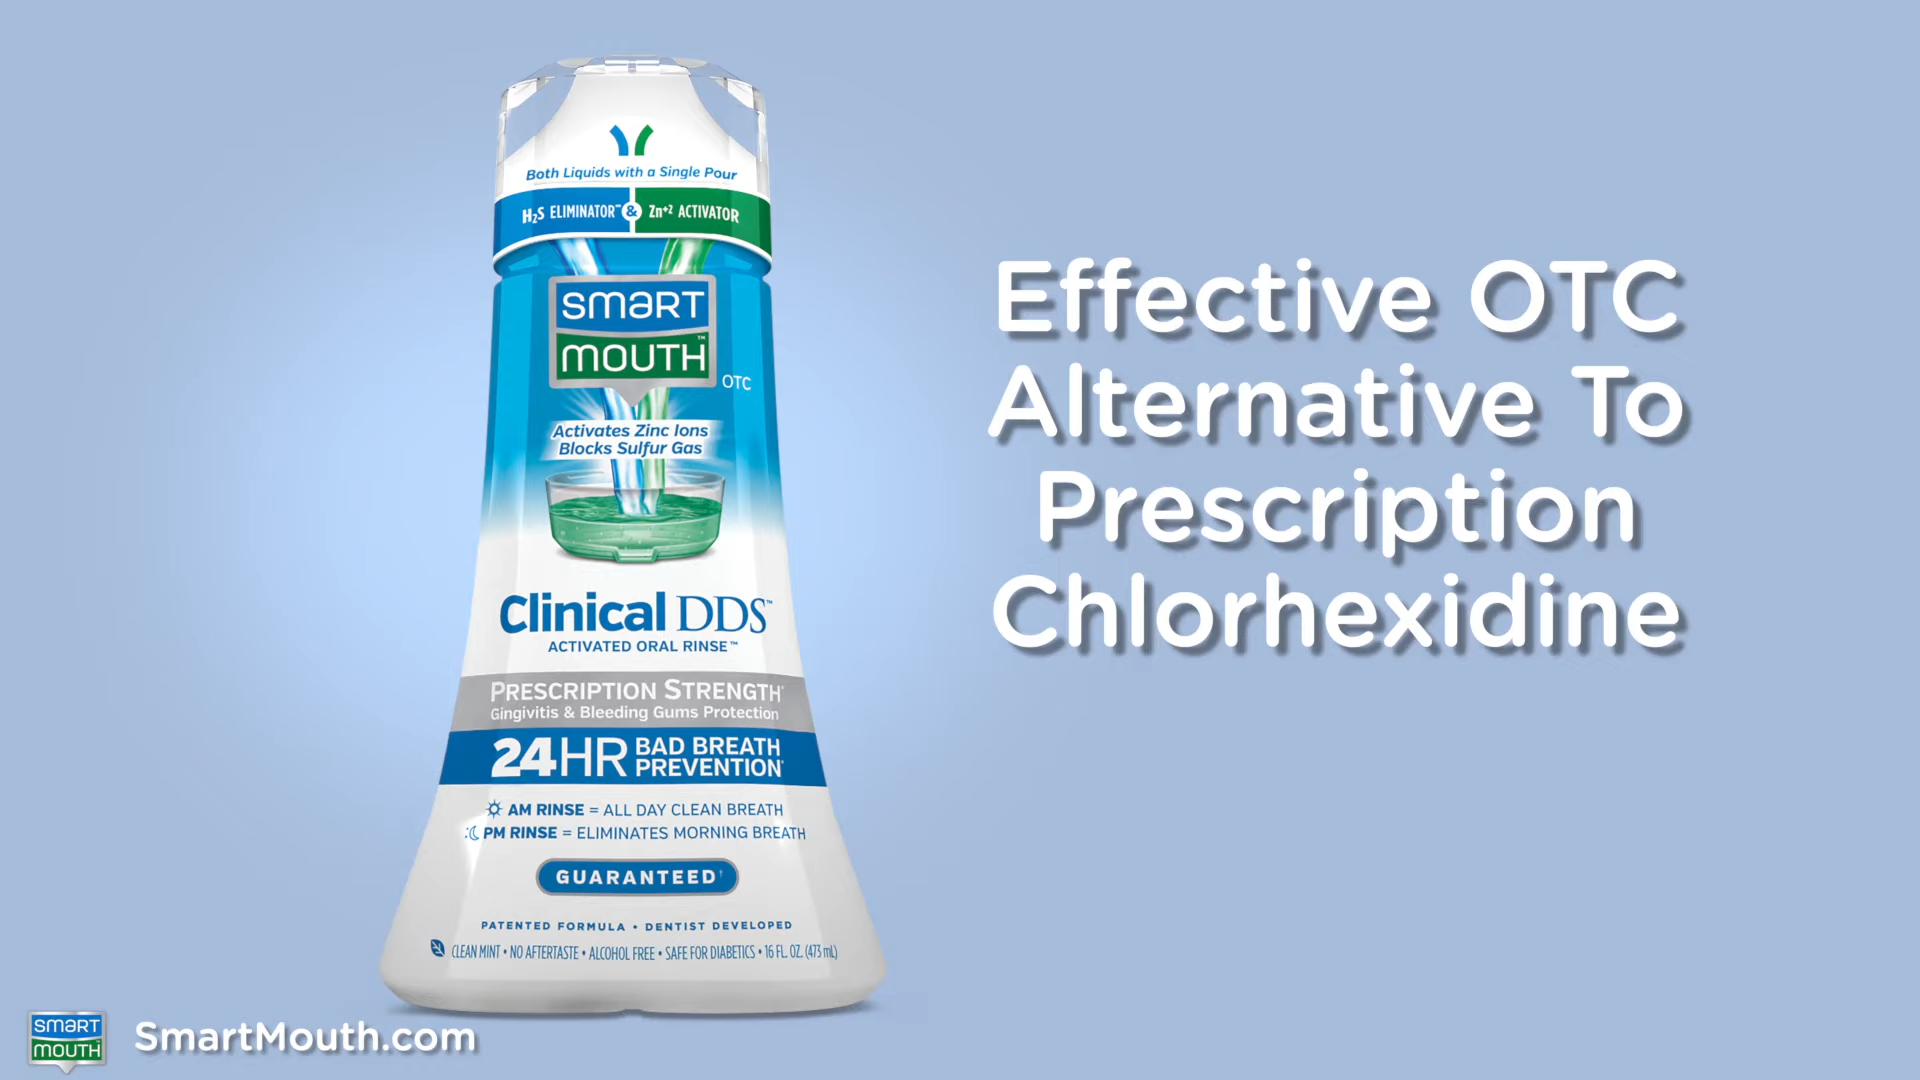 Both Liquids with a Single Pour
H₂S ELIMINATOR™ & Zn⁺² ACTIVATOR
smart
mouth™
OTC
Activates Zinc Ions
Blocks Sulfur Gas
Clinical DDS™
ACTIVATED ORAL RINSE™
PRESCRIPTION STRENGTH*
Gingivitis & Bleeding Gums Protection
24HR BAD BREATH
PREVENTION*
AM RINSE = ALL DAY CLEAN BREATH
PM RINSE = ELIMINATES MORNING BREATH
GUARANTEED†
PATENTED FORMULA • DENTIST DEVELOPED
CLEAN MINT • NO AFTERTASTE • ALCOHOL FREE • SAFE FOR DIABETICS • 16 FL. OZ. (473 mL)
Effective OTC
Alternative To
Prescription
Chlorhexidine
smart
mouth
SmartMouth.com